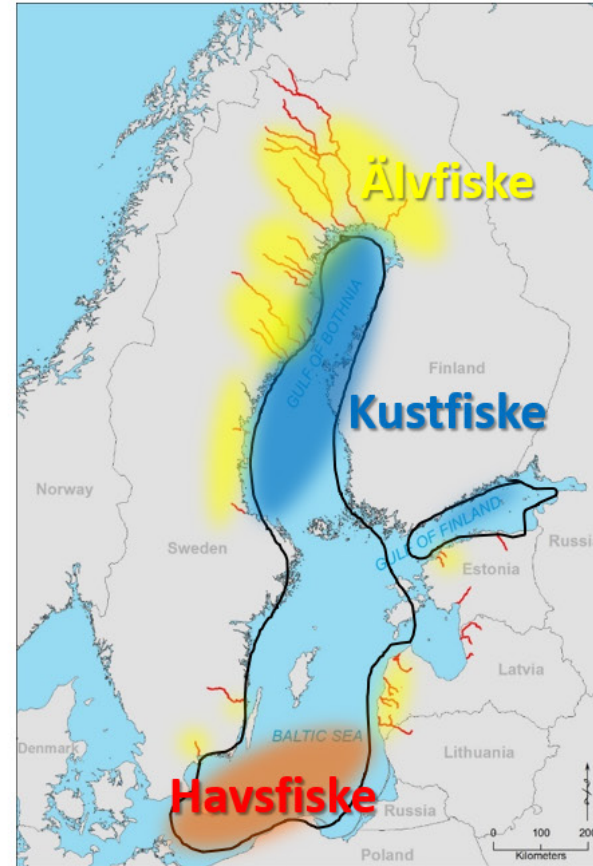 Älvfiske
GULF OF BOTHNIA
Finland
Kustfiske
Norway
GULF OF FINLAND
Russia
Sweden
Estonia
Latvia
BALTIC SEA
Denmark
Lithuania
Havsfiske
Russia
Poland
0 100 200
Kilometers